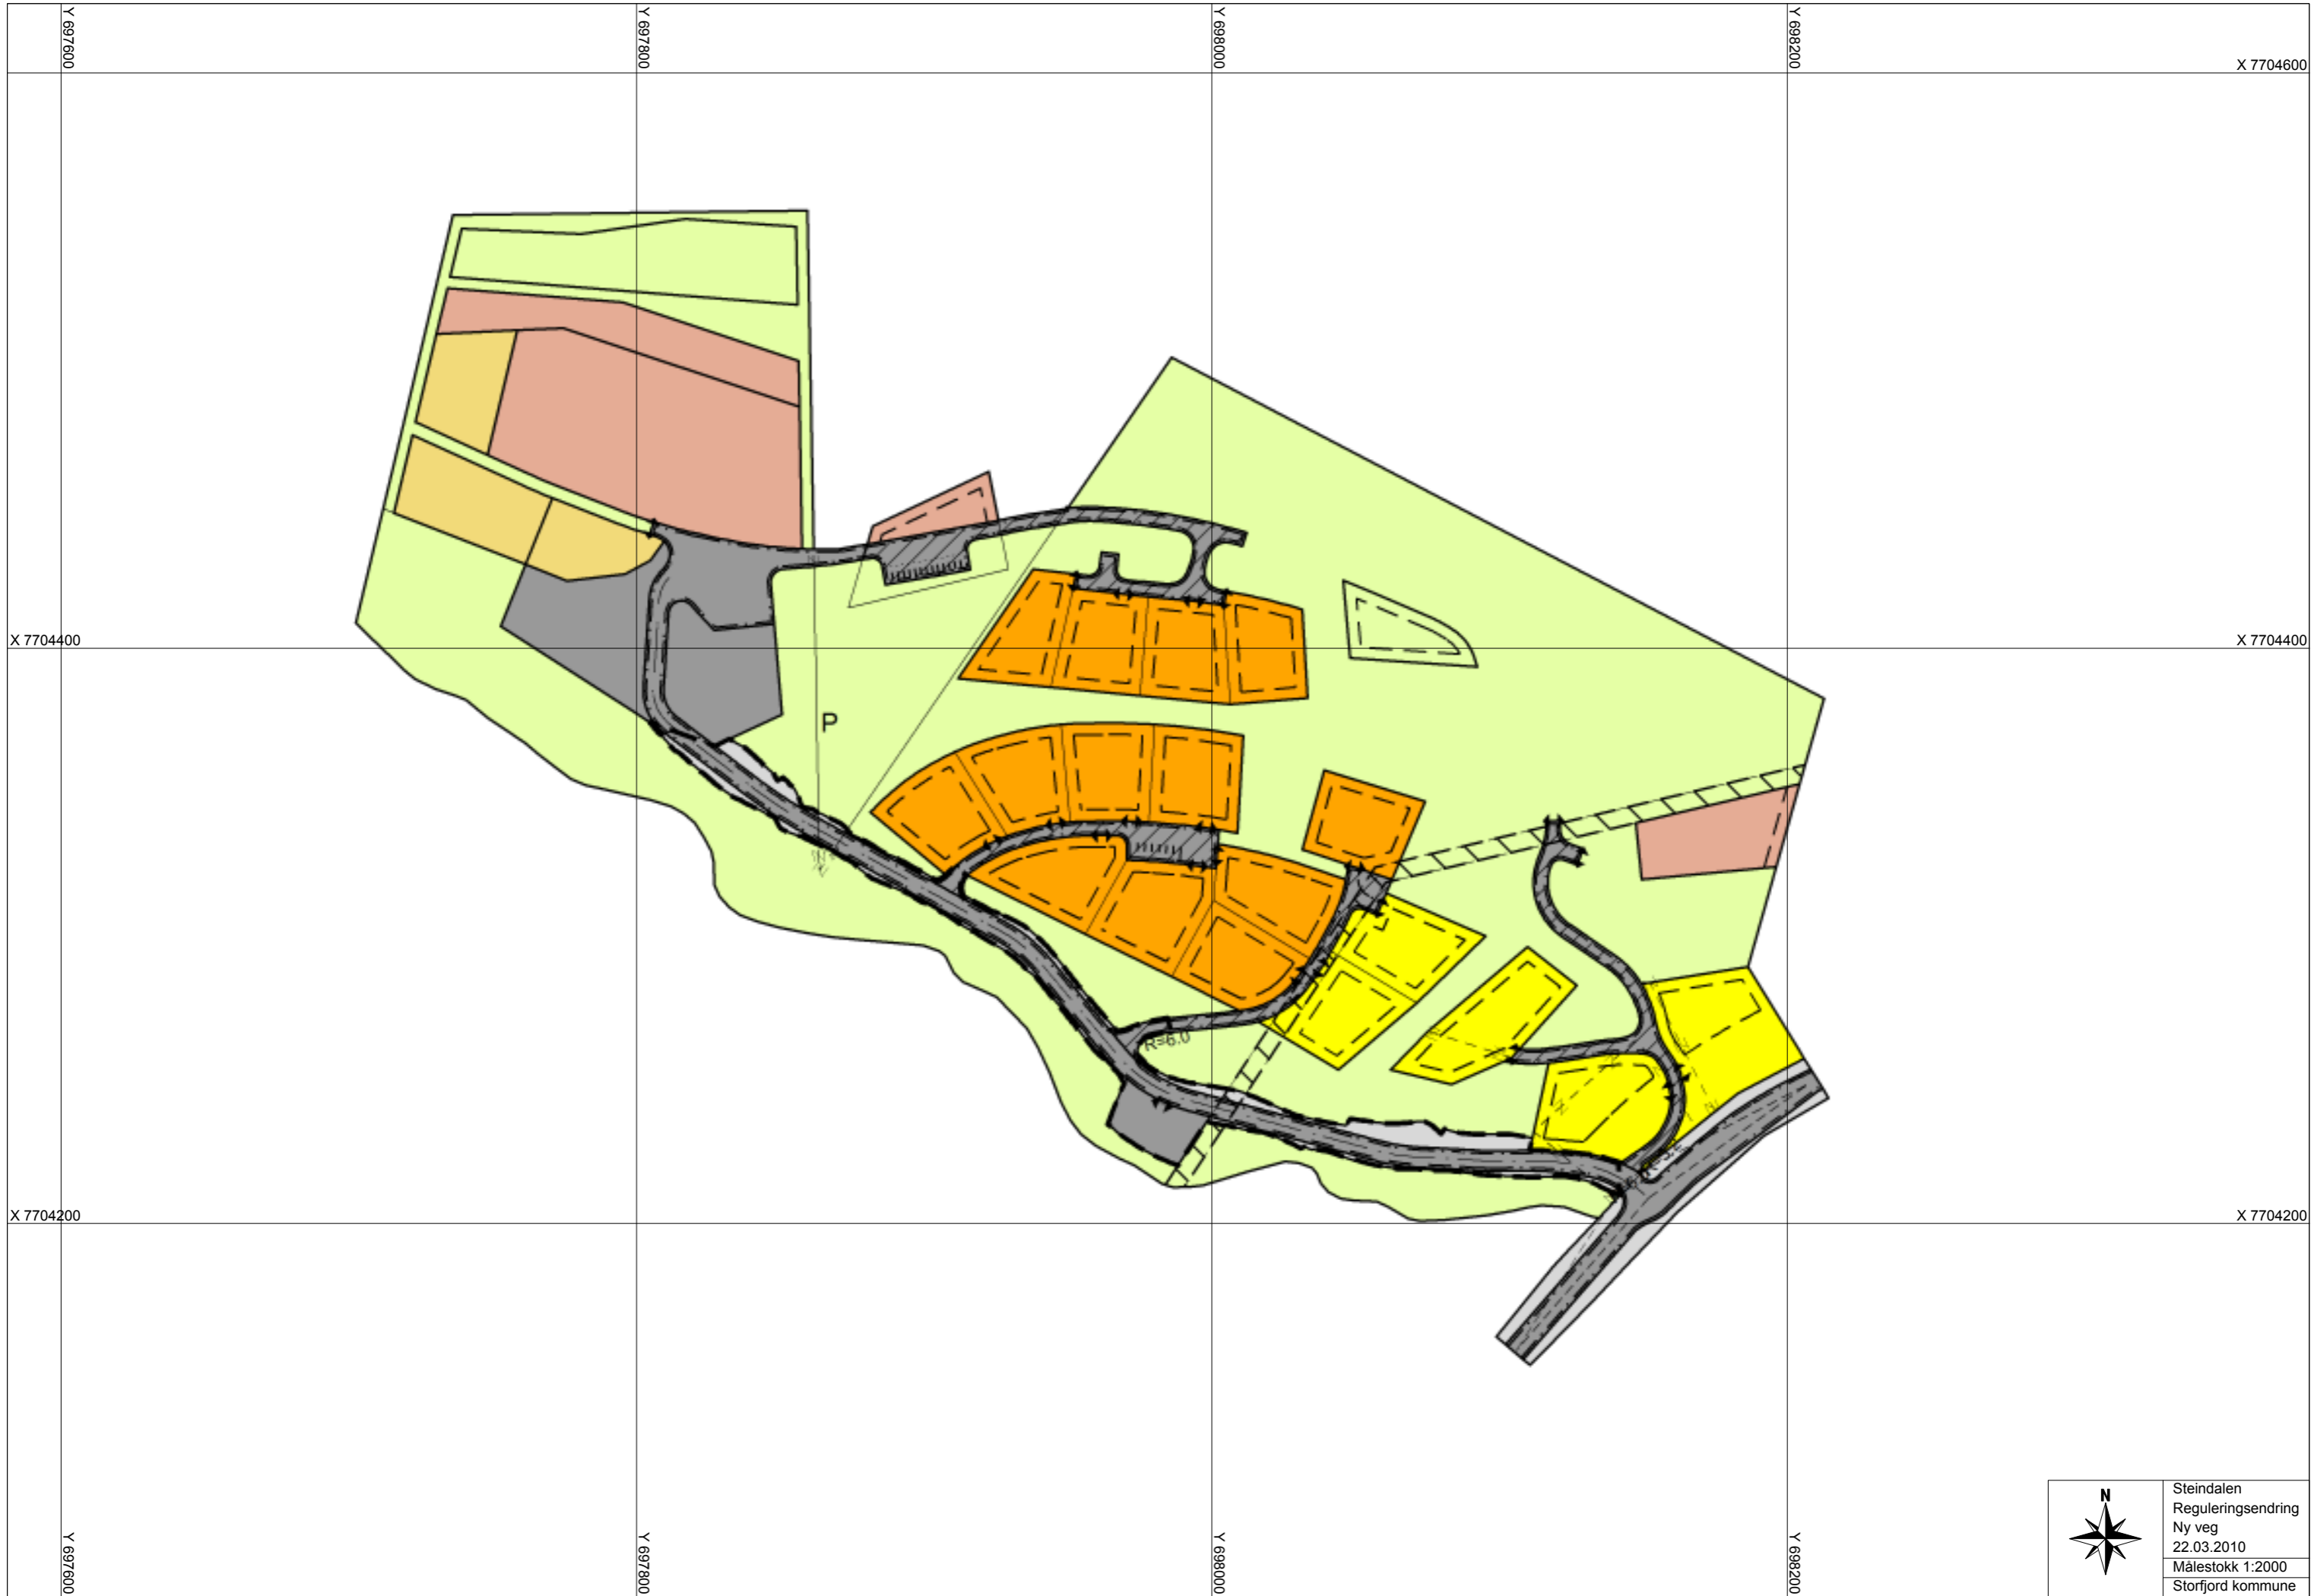 Y 697600
Y 697800
Y 698000
Y 698200
X 7704600
X 7704600
X 7704400
X 7704400
P
R=6.0
X 7704200
X 7704200
Y 697600
Y 697800
Y 698000
Y 698200
N
Steindalen
Reguleringsendring
Ny veg
22.03.2010
Målestokk 1:2000
Storfjord kommune